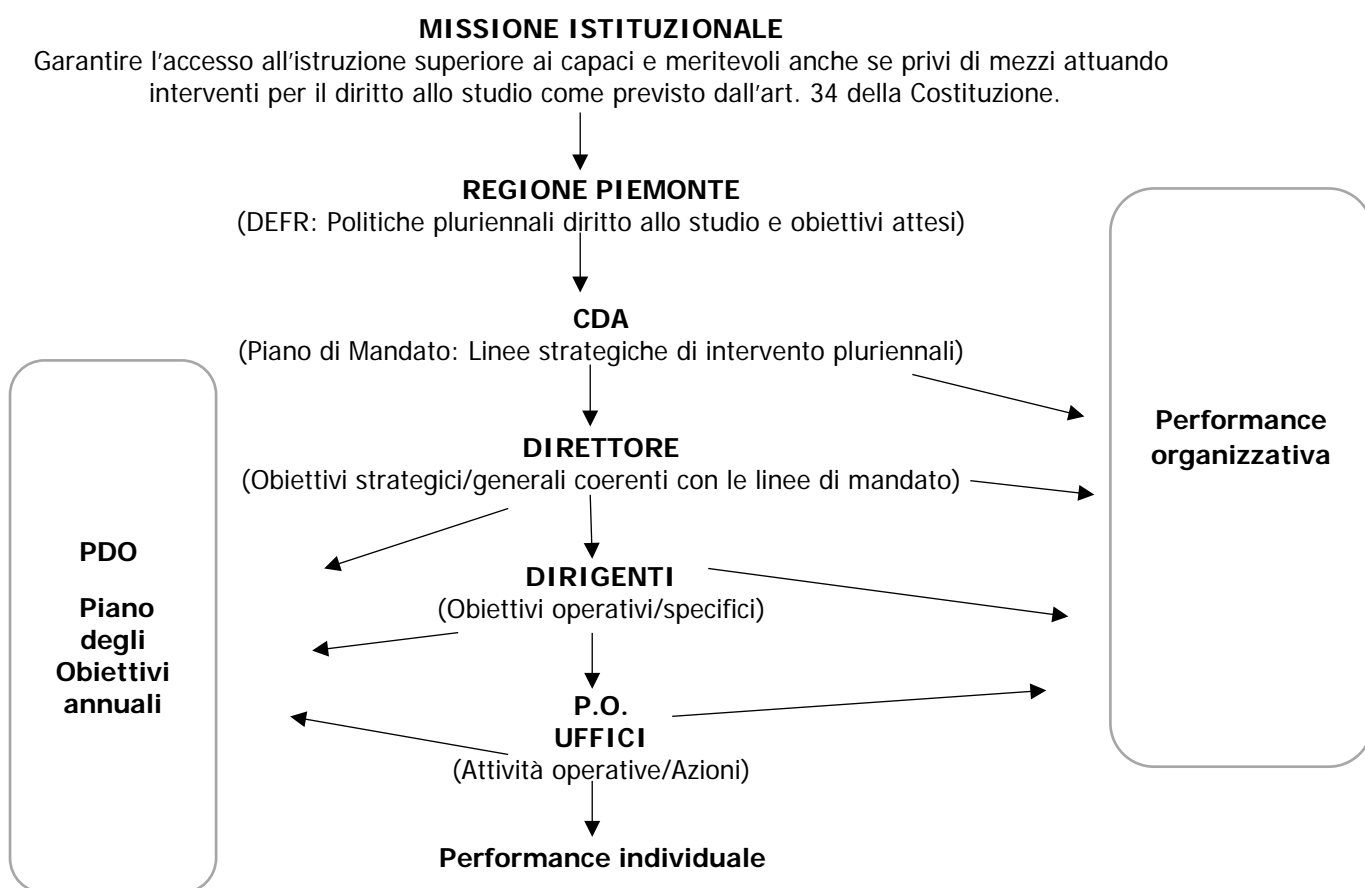 MISSIONE ISTITUZIONALE
Garantire l'accesso all'istruzione superiore ai capaci e meritevoli anche se privi di mezzi attuando
interventi per il diritto allo studio come previsto dall'art. 34 della Costituzione.
REGIONE PIEMONTE
(DEFR: Politiche pluriennali diritto allo studio e obiettivi attesi)
CDA
(Piano di Mandato: Linee strategiche di intervento pluriennali)
DIRETTORE
(Obiettivi strategici/generali coerenti con le linee di mandato)
DIRIGENTI
(Obiettivi operativi/specifici)
P.O.
UFFICI
(Attività operative/Azioni)
Performance individuale
PDO
Piano
degli
Obiettivi
annuali
Performance
organizzativa